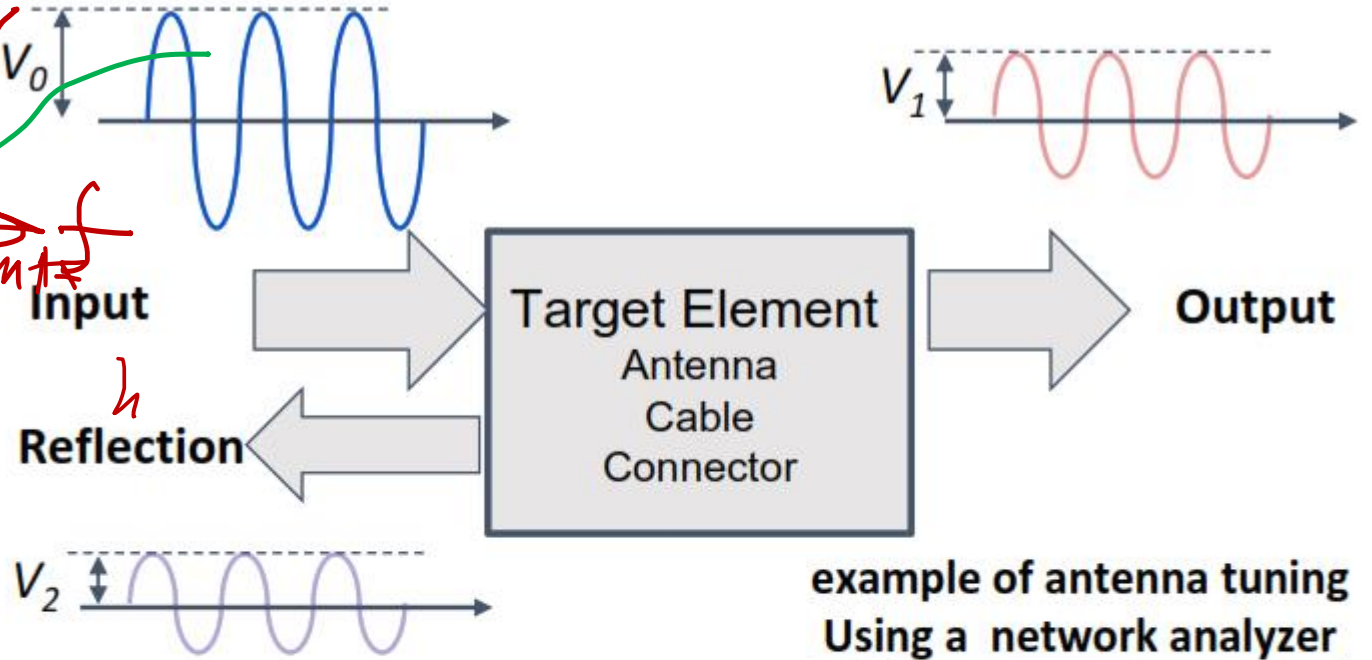 V0
V1
Input
Target Element
Antenna
Cable
Connector
Output
Reflection
V2
example of antenna tuning
Using a network analyzer